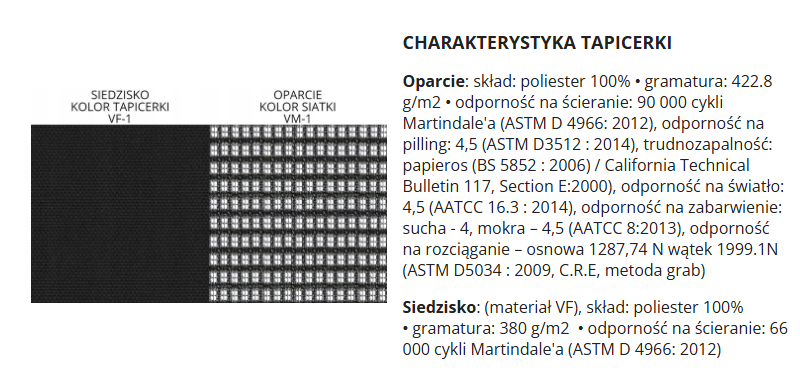 SIEDZISKO
KOLOR TAPICERKI
VF-1
OPARCIE
KOLOR SIATKI
VM-1
CHARAKTERYSTYKA TAPICERKI
Oparcie: skład: poliester 100% • gramatura: 422.8
g/m2 • odporność na ścieranie: 90 000 cykli
Martindale'a (ASTM D 4966: 2012), odporność na
pilling: 4,5 (ASTM D3512 : 2014), trudnozapalność:
papieros (BS 5852 : 2006) / California Technical
Bulletin 117, Section E:2000), odporność na światło:
4,5 (AATCC 16.3 : 2014), odporność na zabarwienie:
sucha - 4, mokra – 4,5 (AATCC 8:2013), odporność
na rozciąganie – osnowa 1287,74 N wątek 1999.1N
(ASTM D5034 : 2009, C.R.E, metoda grab)
Siedzisko: (materiał VF), skład: poliester 100%
• gramatura: 380 g/m2 • odporność na ścieranie: 66
000 cykli Martindale'a (ASTM D 4966: 2012)